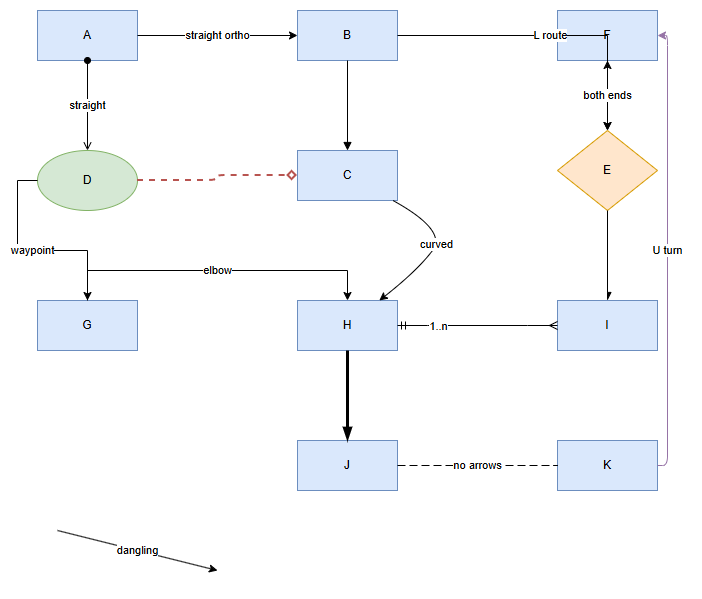 A
straight ortho
B
L route
F
straight
both ends
D
C
E
waypoint
curved
U turn
elbow
G
H
1..n
I
J
no arrows
K
dangling